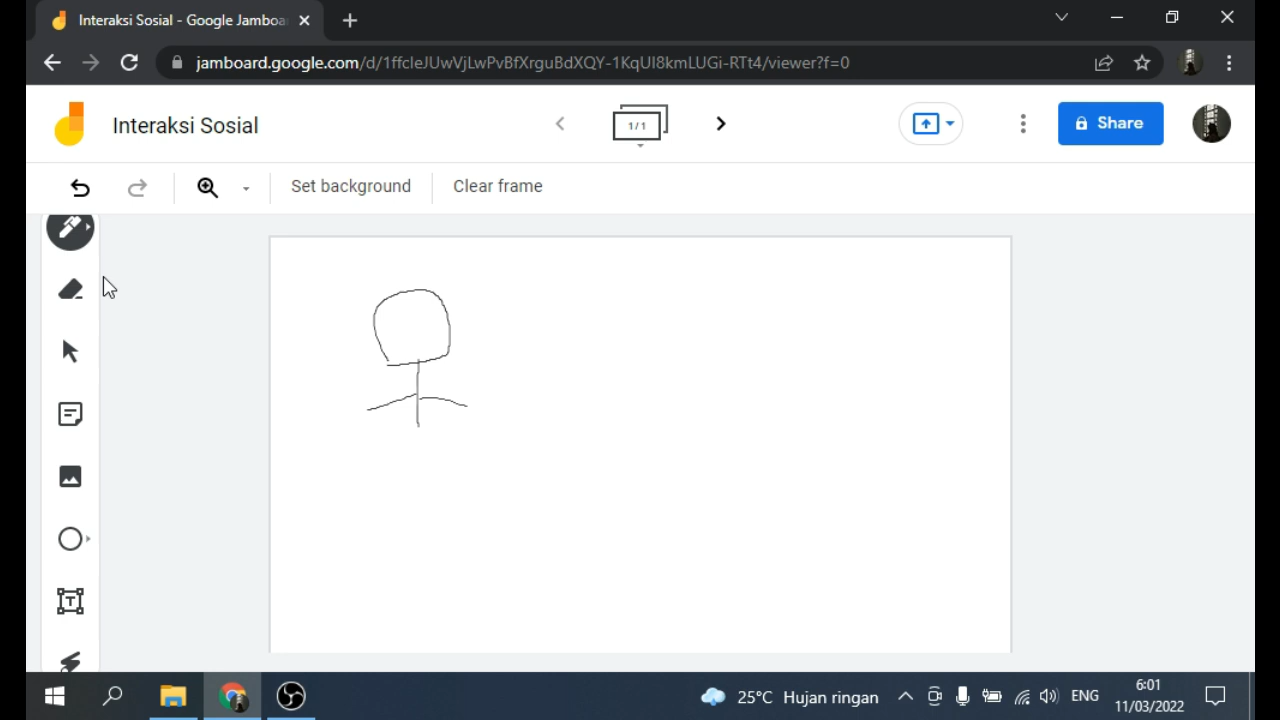 Interaksi Sosial - Google Jamboa
jamboard.google.com/d/1ffcleJUwVjLwPvBfXrguBdXQY-1KqUl8kmLUGi-RTt4/viewer?f=0
Interaksi Sosial
1/1
Share
Set background
Clear frame
25°C Hujan ringan
ENG
6:01
11/03/2022